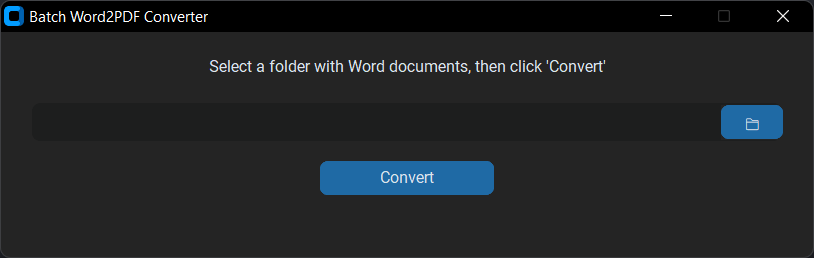 Batch Word2PDF Converter
Select a folder with Word documents, then click 'Convert'
Convert